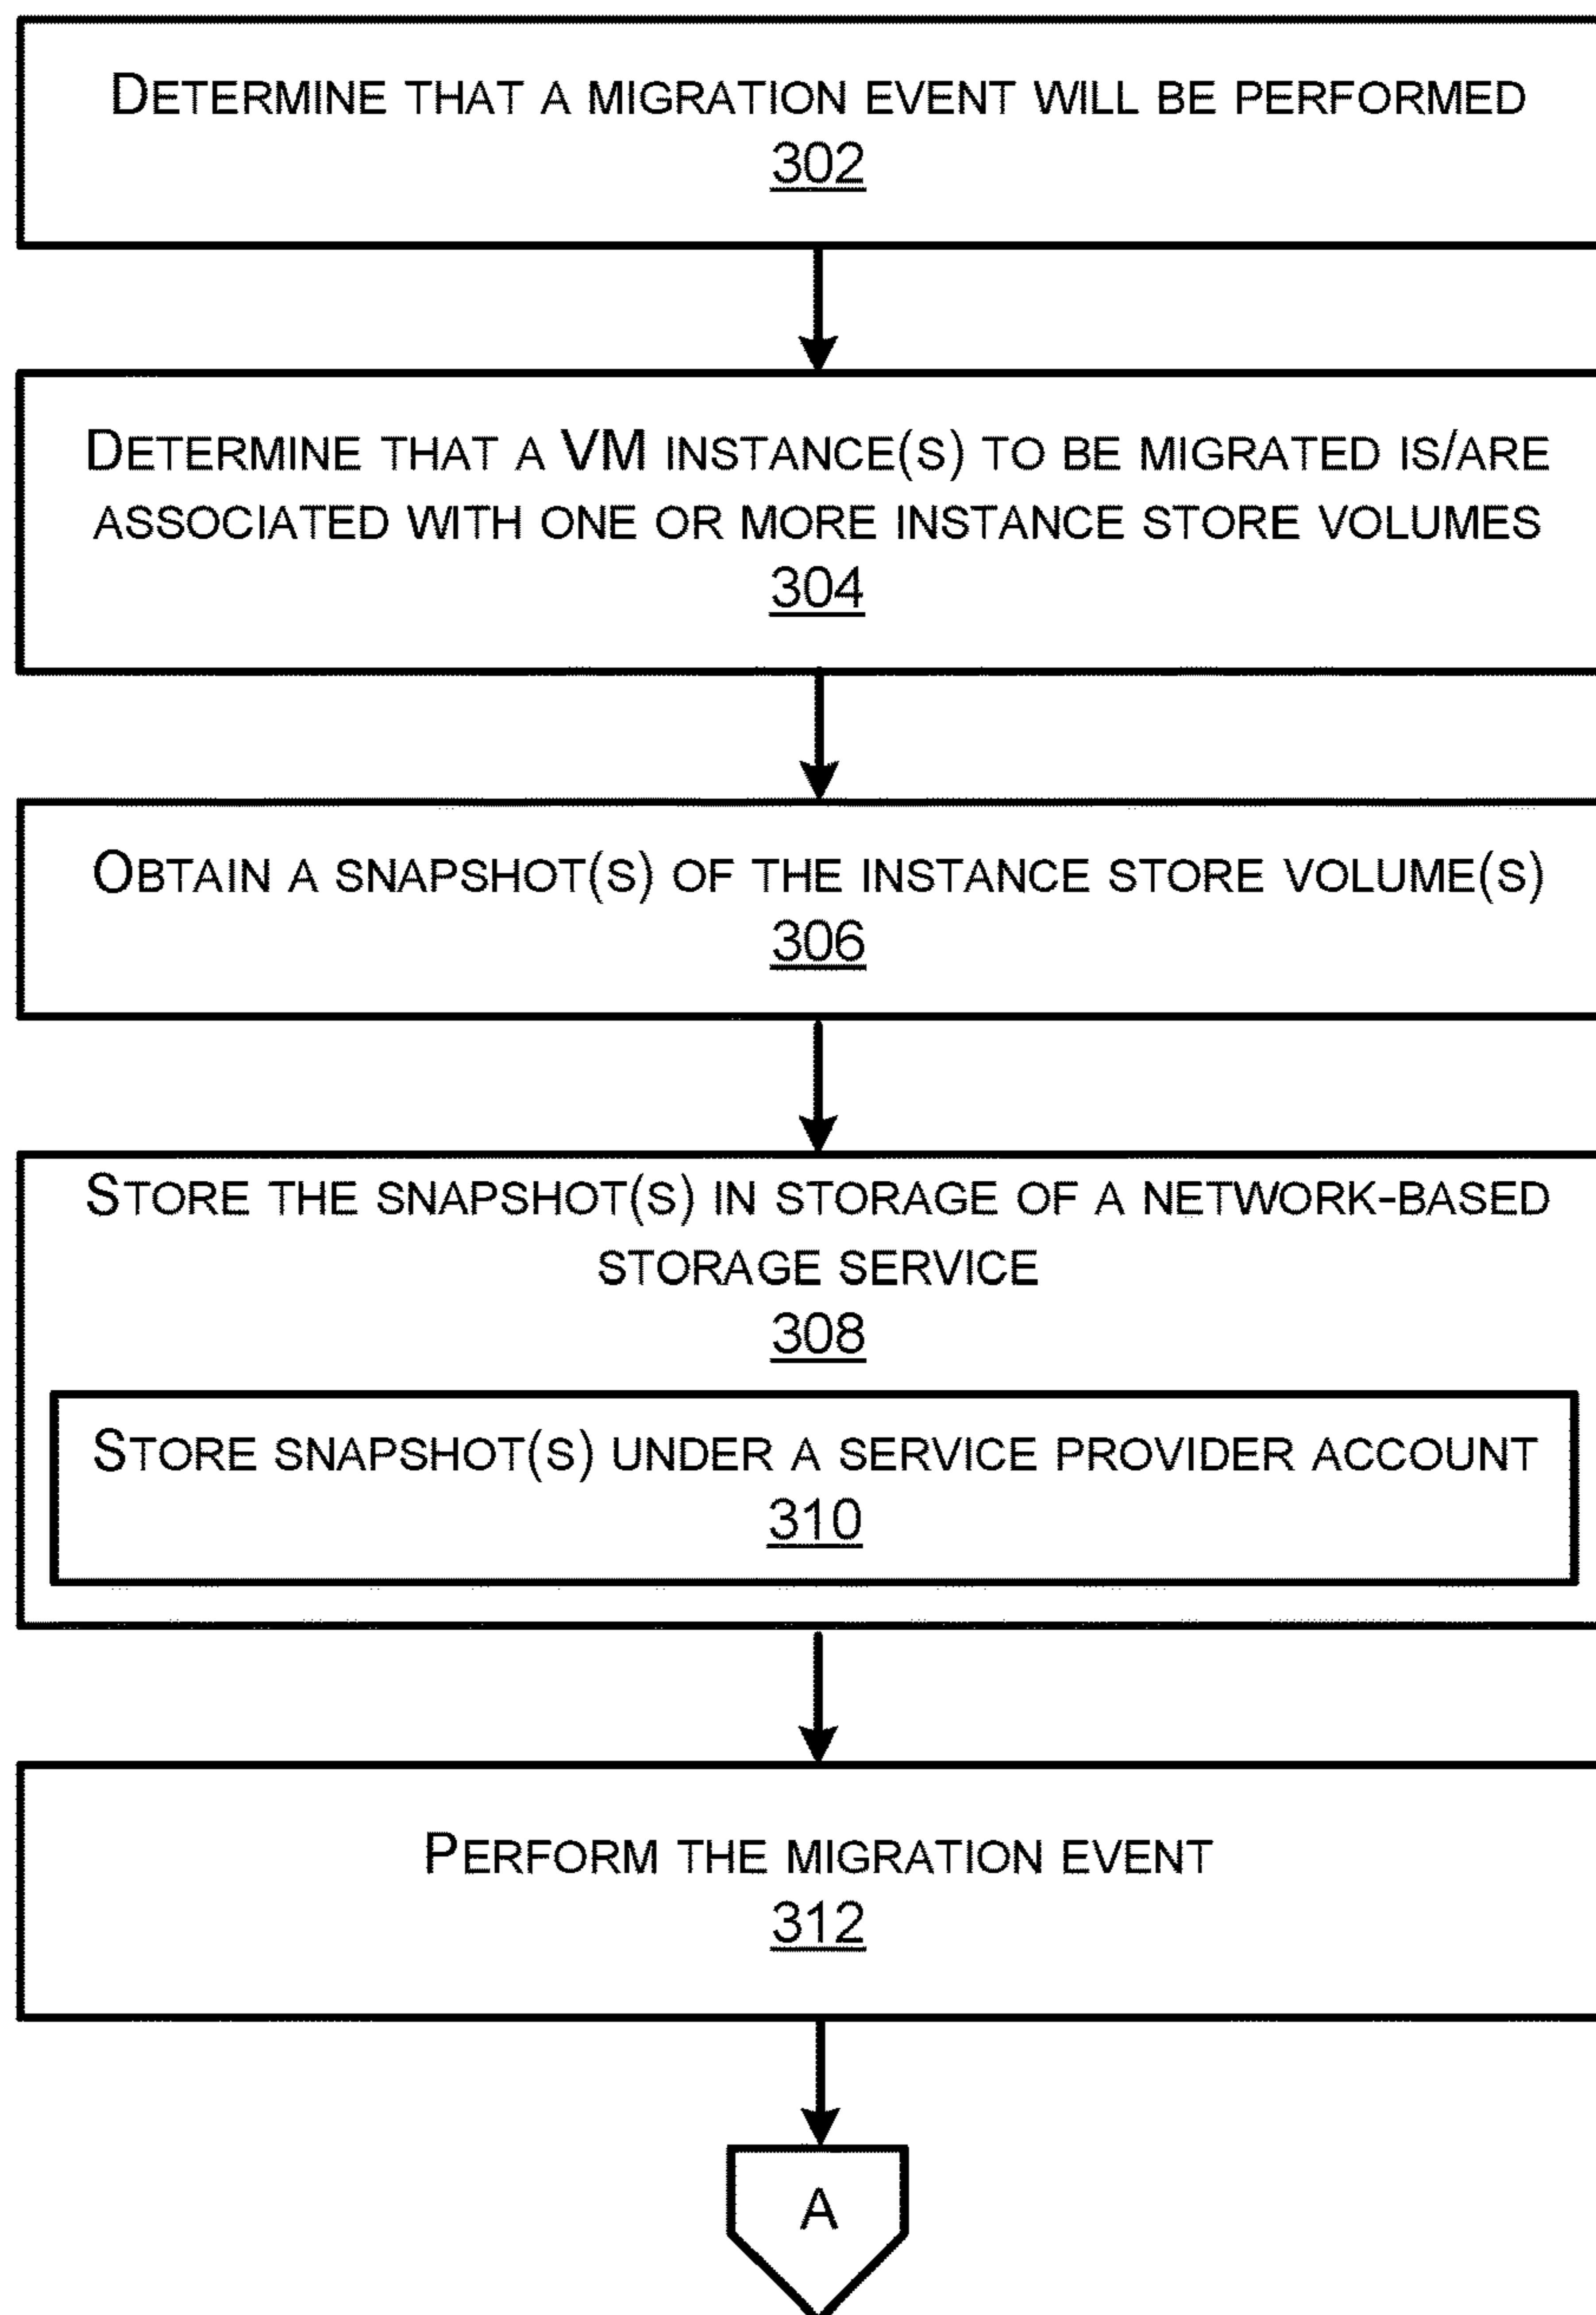 DETERMINE THAT A MIGRATION EVENT WILL BE PERFORMED
302
DETERMINE THAT A VM INSTANCE(S) TO BE MIGRATED IS/ARE
ASSOCIATED WITH ONE OR MORE INSTANCE STORE VOLUMES
304
OBTAIN A SNAPSHOT(S) OF THE INSTANCE STORE VOLUME(S)
306
STORE THE SNAPSHOT(S) IN STORAGE OF A NETWORK-BASED
STORAGE SERVICE
308
STORE SNAPSHOT(S) UNDER A SERVICE PROVIDER ACCOUNT
310
PERFORM THE MIGRATION EVENT
312
A